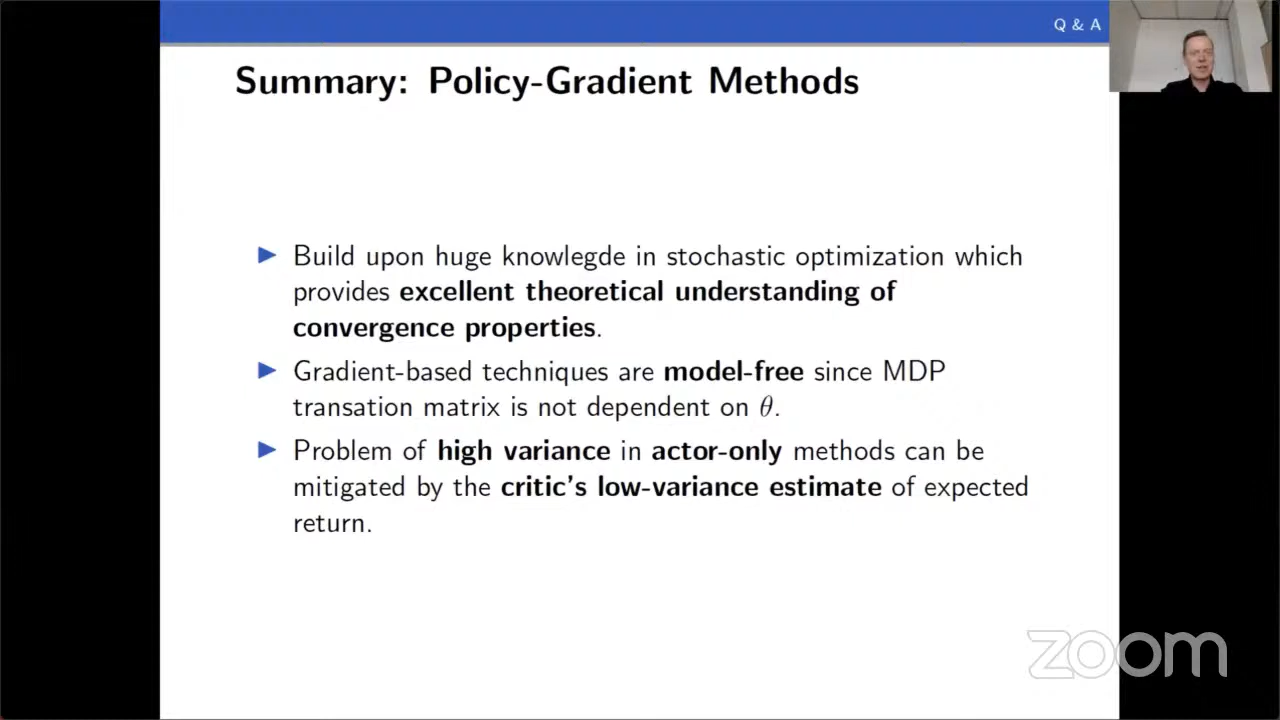 Q & A
Summary: Policy-Gradient Methods
Build upon huge knowlegde in stochastic optimization which
provides excellent theoretical understanding of
convergence properties.
Gradient-based techniques are model-free since MDP
transation matrix is not dependent on θ.
Problem of high variance in actor-only methods can be
mitigated by the critic's low-variance estimate of expected
return.
zoom